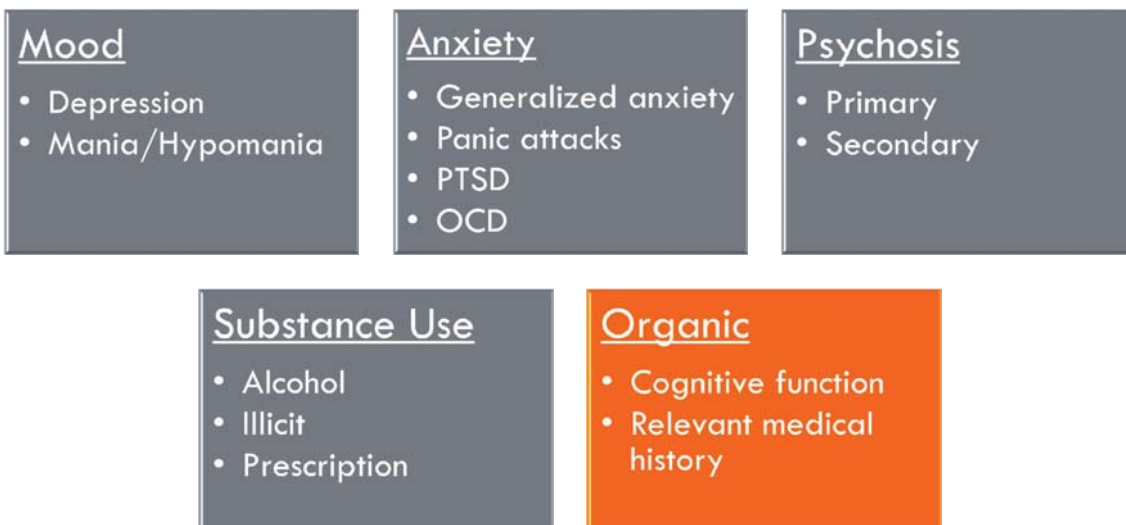 Mood
• Depression
• Mania/Hypomania
Anxiety
• Generalized anxiety
• Panic attacks
• PTSD
• OCD
Psychosis
• Primary
• Secondary
Substance Use
• Alcohol
• Illicit
• Prescription
Organic
• Cognitive function
• Relevant medical
history